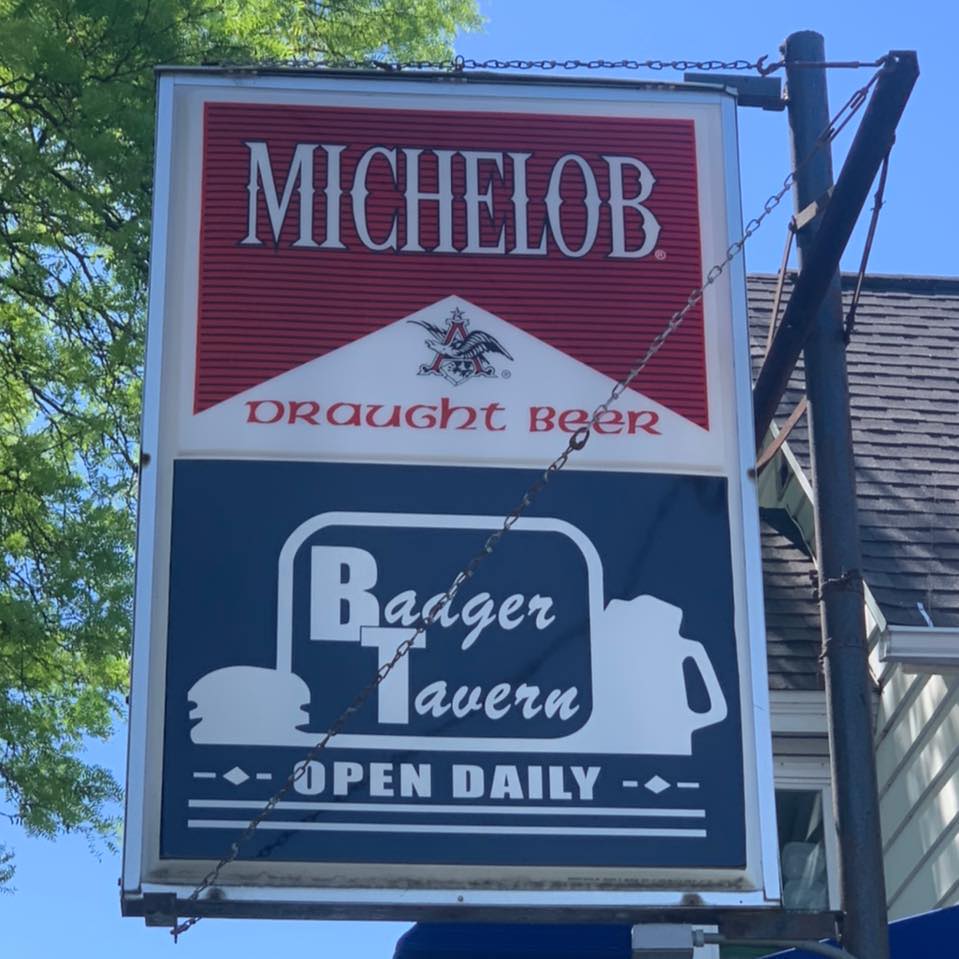 MICHELOB®
A ®
DRAUGHT BEER
Badger
Tavern
OPEN DAILY